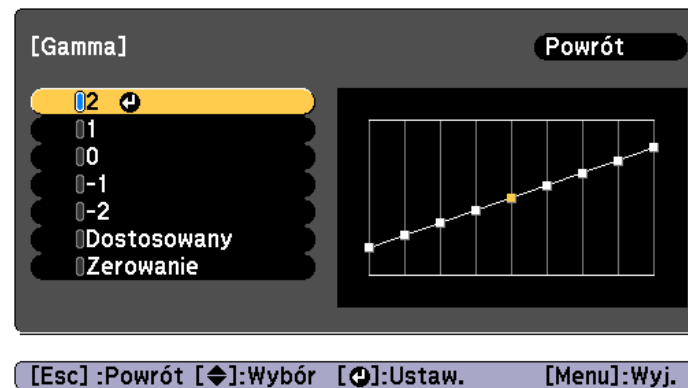 [Gamma] Powrót
2
1
0
-1
-2
Dostosowany
Zerowanie
[Esc] :Powrót [◆]:Wybór [↵]:Ustaw. [Menu]:Wyj.